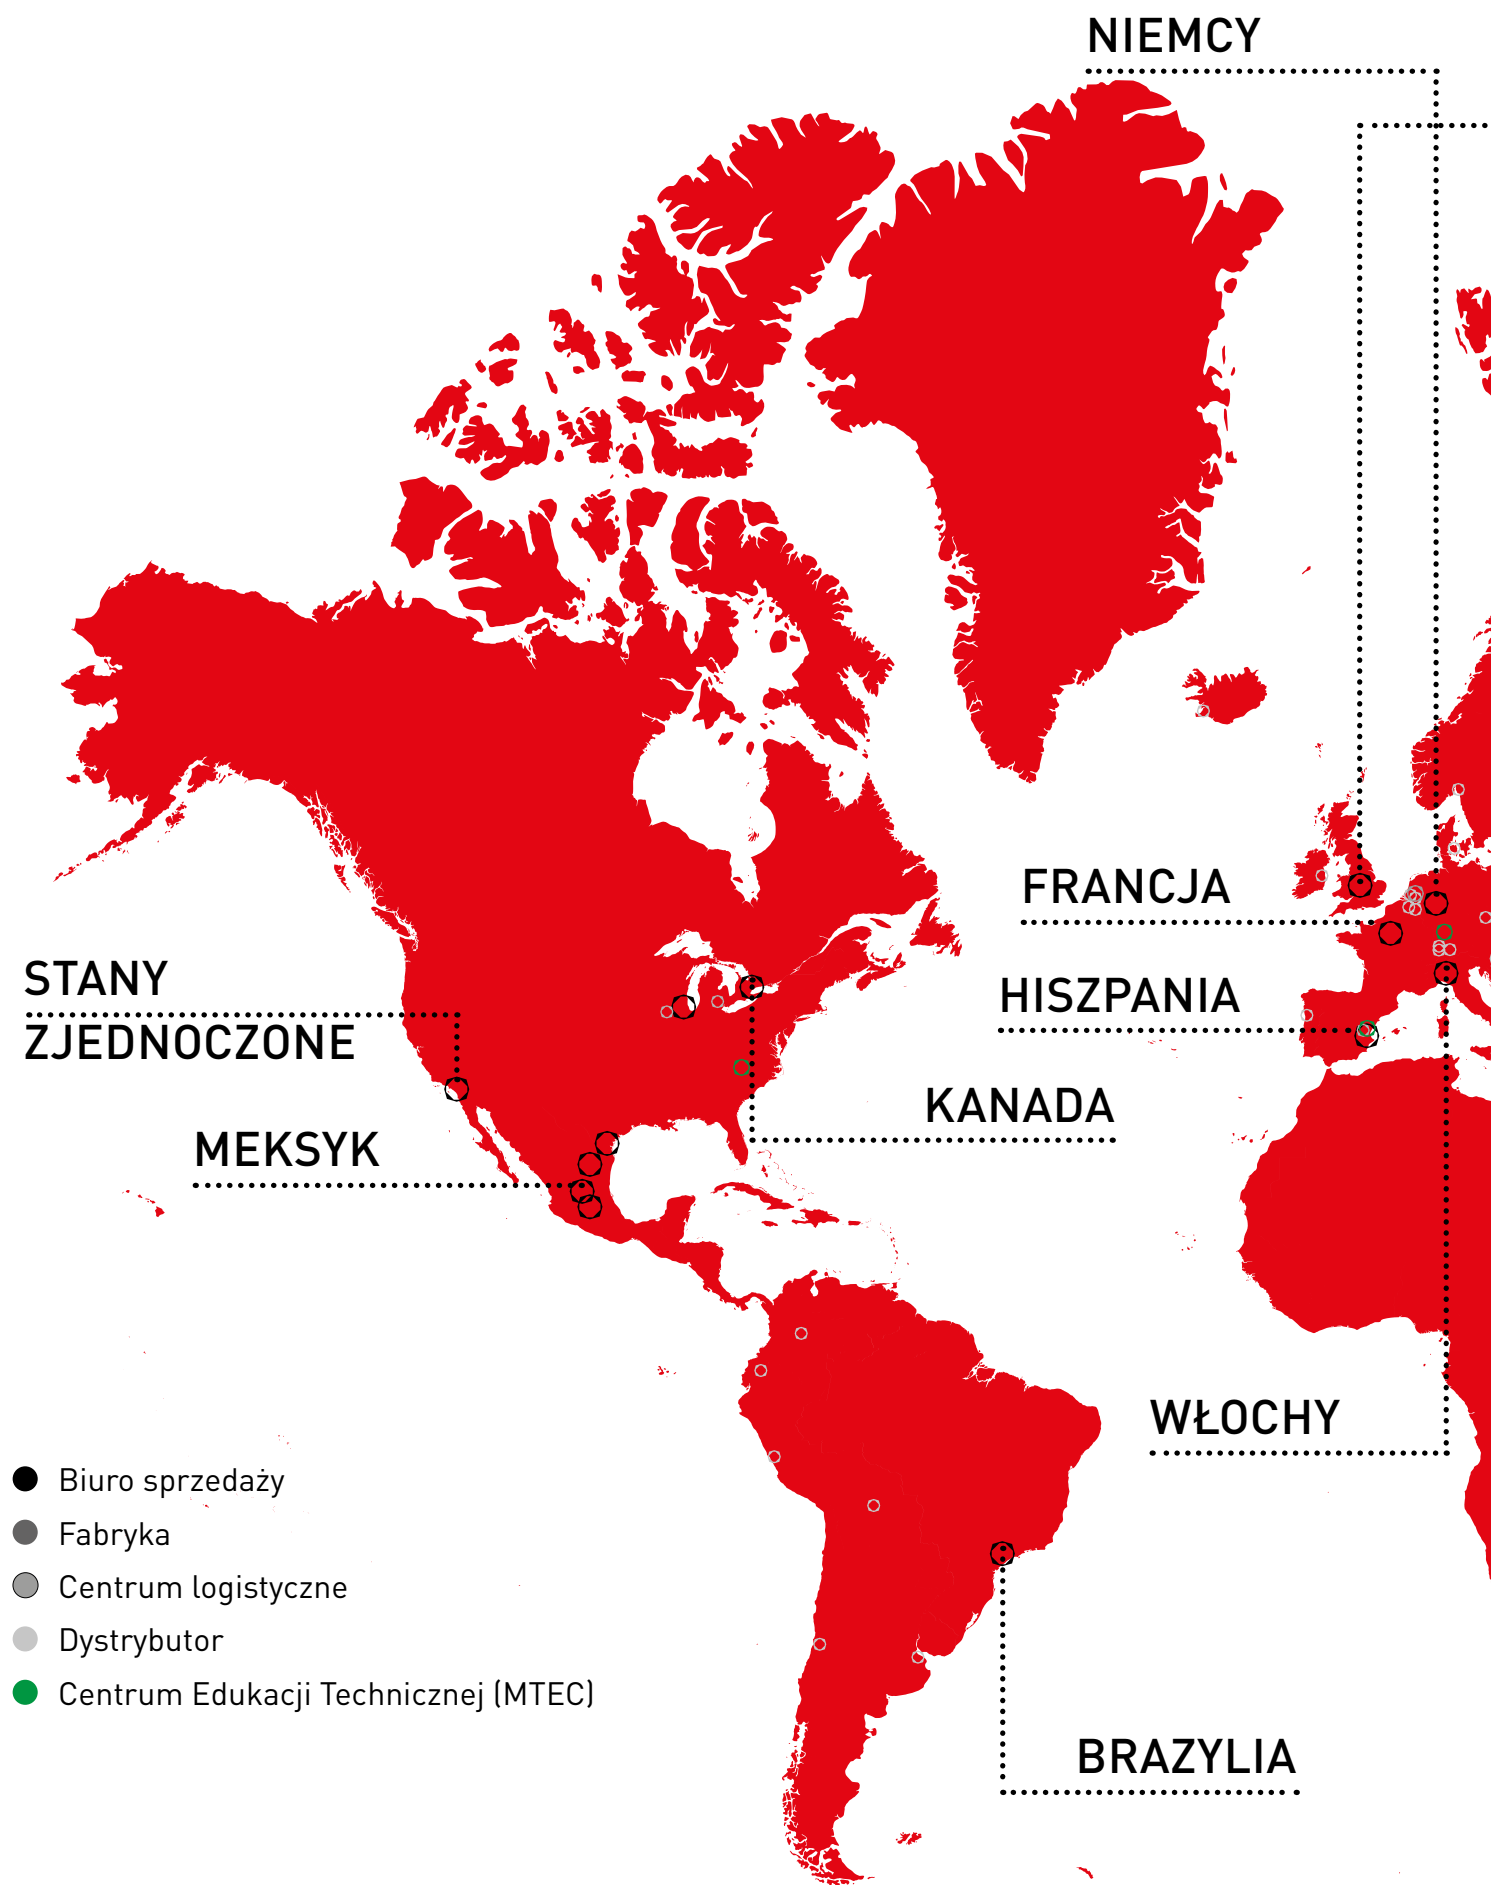 NIEMCY
FRANCJA
STANY
ZJEDNOCZONE
HISZPANIA
KANADA
MEKSYK
WŁOCHY
Biuro sprzedaży
Fabryka
Centrum logistyczne
Dystrybutor
Centrum Edukacji Technicznej (MTEC)
BRAZYLIA